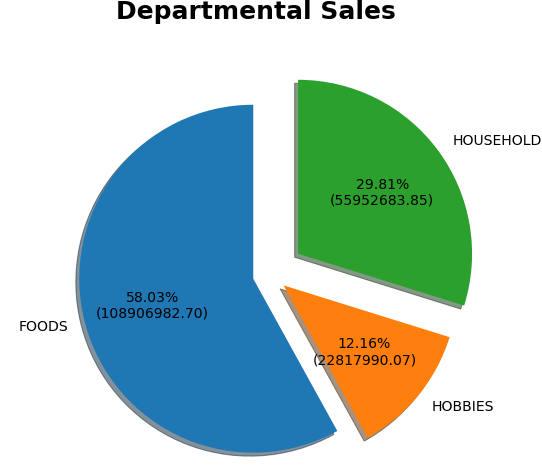 Departmental Sales
HOUSEHOLD
29.81%
(55952683.85)
58.03%
(108906982.70)
FOODS
12.16%
(22817990.07)
HOBBIES